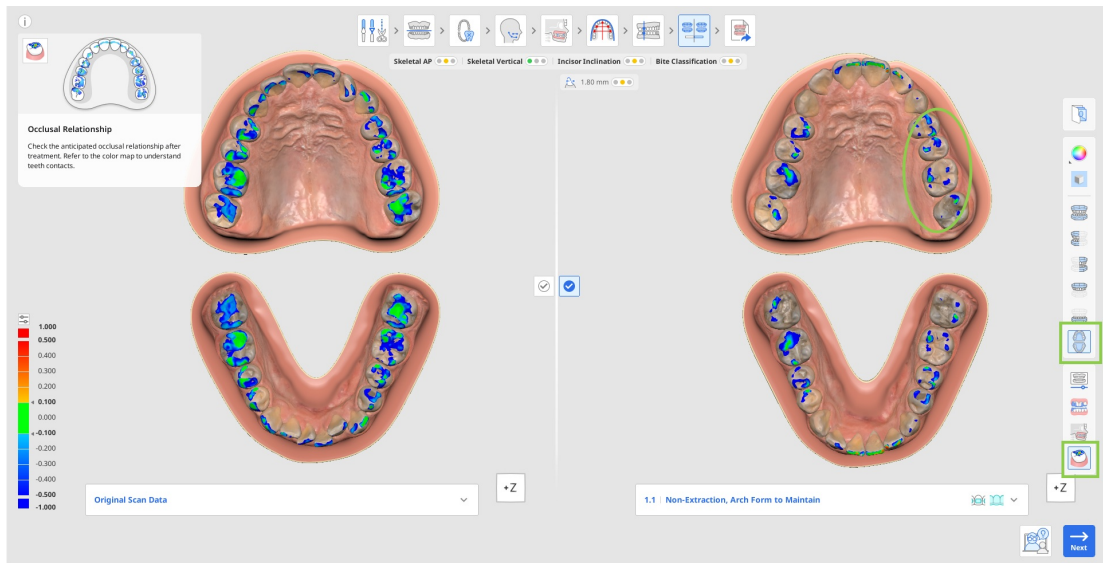 Skeletal AP
Skeletal Vertical
Incisor Inclination
Bite Classification
1.80 mm
Occlusal Relationship
Check the anticipated occlusal relationship after
treatment. Refer to the color map to understand
teeth contacts.
1.000
0.500
0.400
0.300
0.200
0.100
0.000
-0.100
-0.200
-0.300
-0.400
-0.500
-1.000
Original Scan Data
+Z
1.1 | Non-Extraction, Arch Form to Maintain
+Z
Next